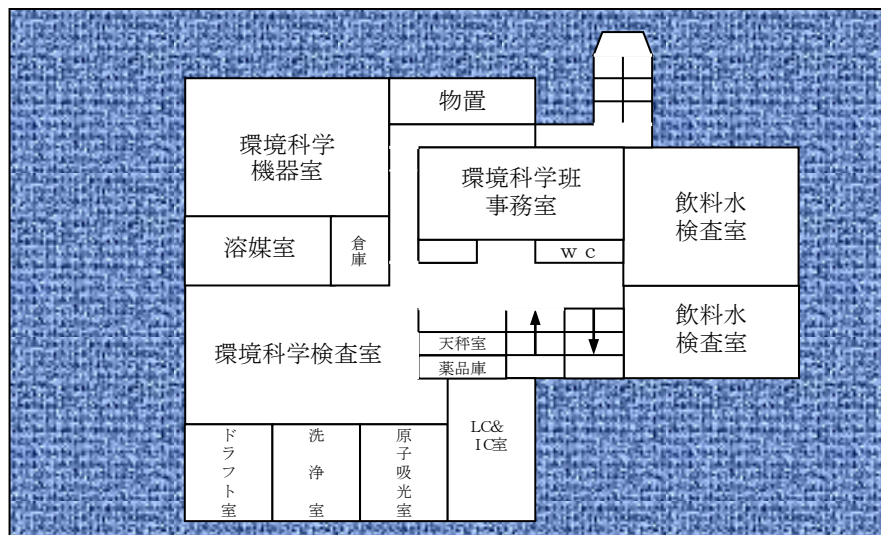 物置
環境科学
機器室
環境科学班
事務室
飲料水
検査室
溶媒室
倉庫
ｗｃ
飲料水
検査室
環境科学検査室
天秤室
薬品庫
LC&
IC室
ドラフト室
洗浄室
原子吸光室